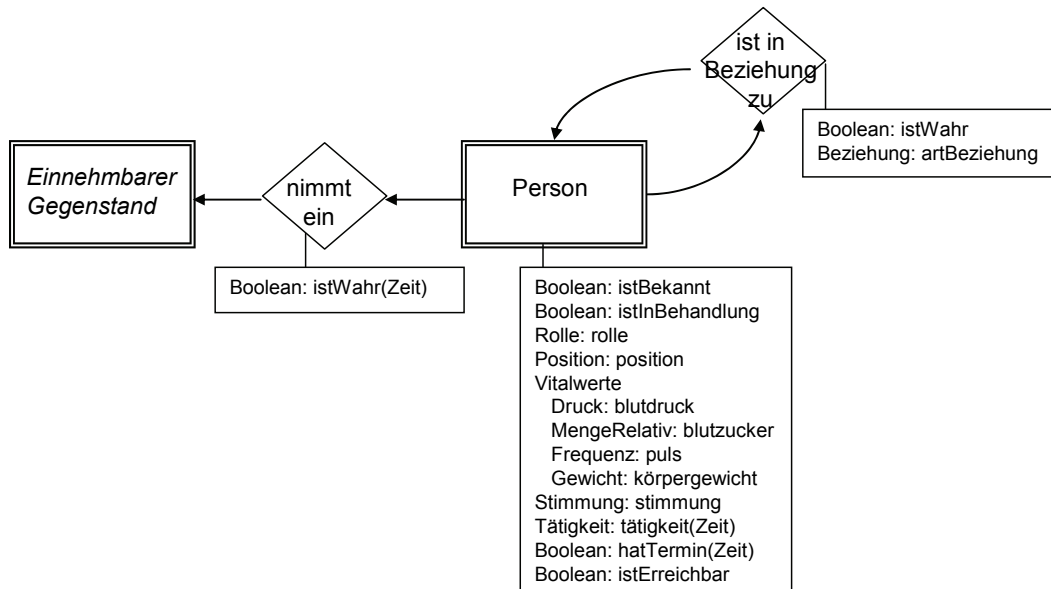 ist in
Beziehung
zu
Boolean: istWahr
Beziehung: artBeziehung
Einnehmbarer
Gegenstand
nimmt
ein
Person
Boolean: istWahr(Zeit)
Boolean: istBekannt
Boolean: istInBehandlung
Rolle: rolle
Position: position
Vitalwerte
Druck: blutdruck
MengeRelativ: blutzucker
Frequenz: puls
Gewicht: körpergewicht
Stimmung: stimmung
Tätigkeit: tätigkeit(Zeit)
Boolean: hatTermin(Zeit)
Boolean: istErreichbar